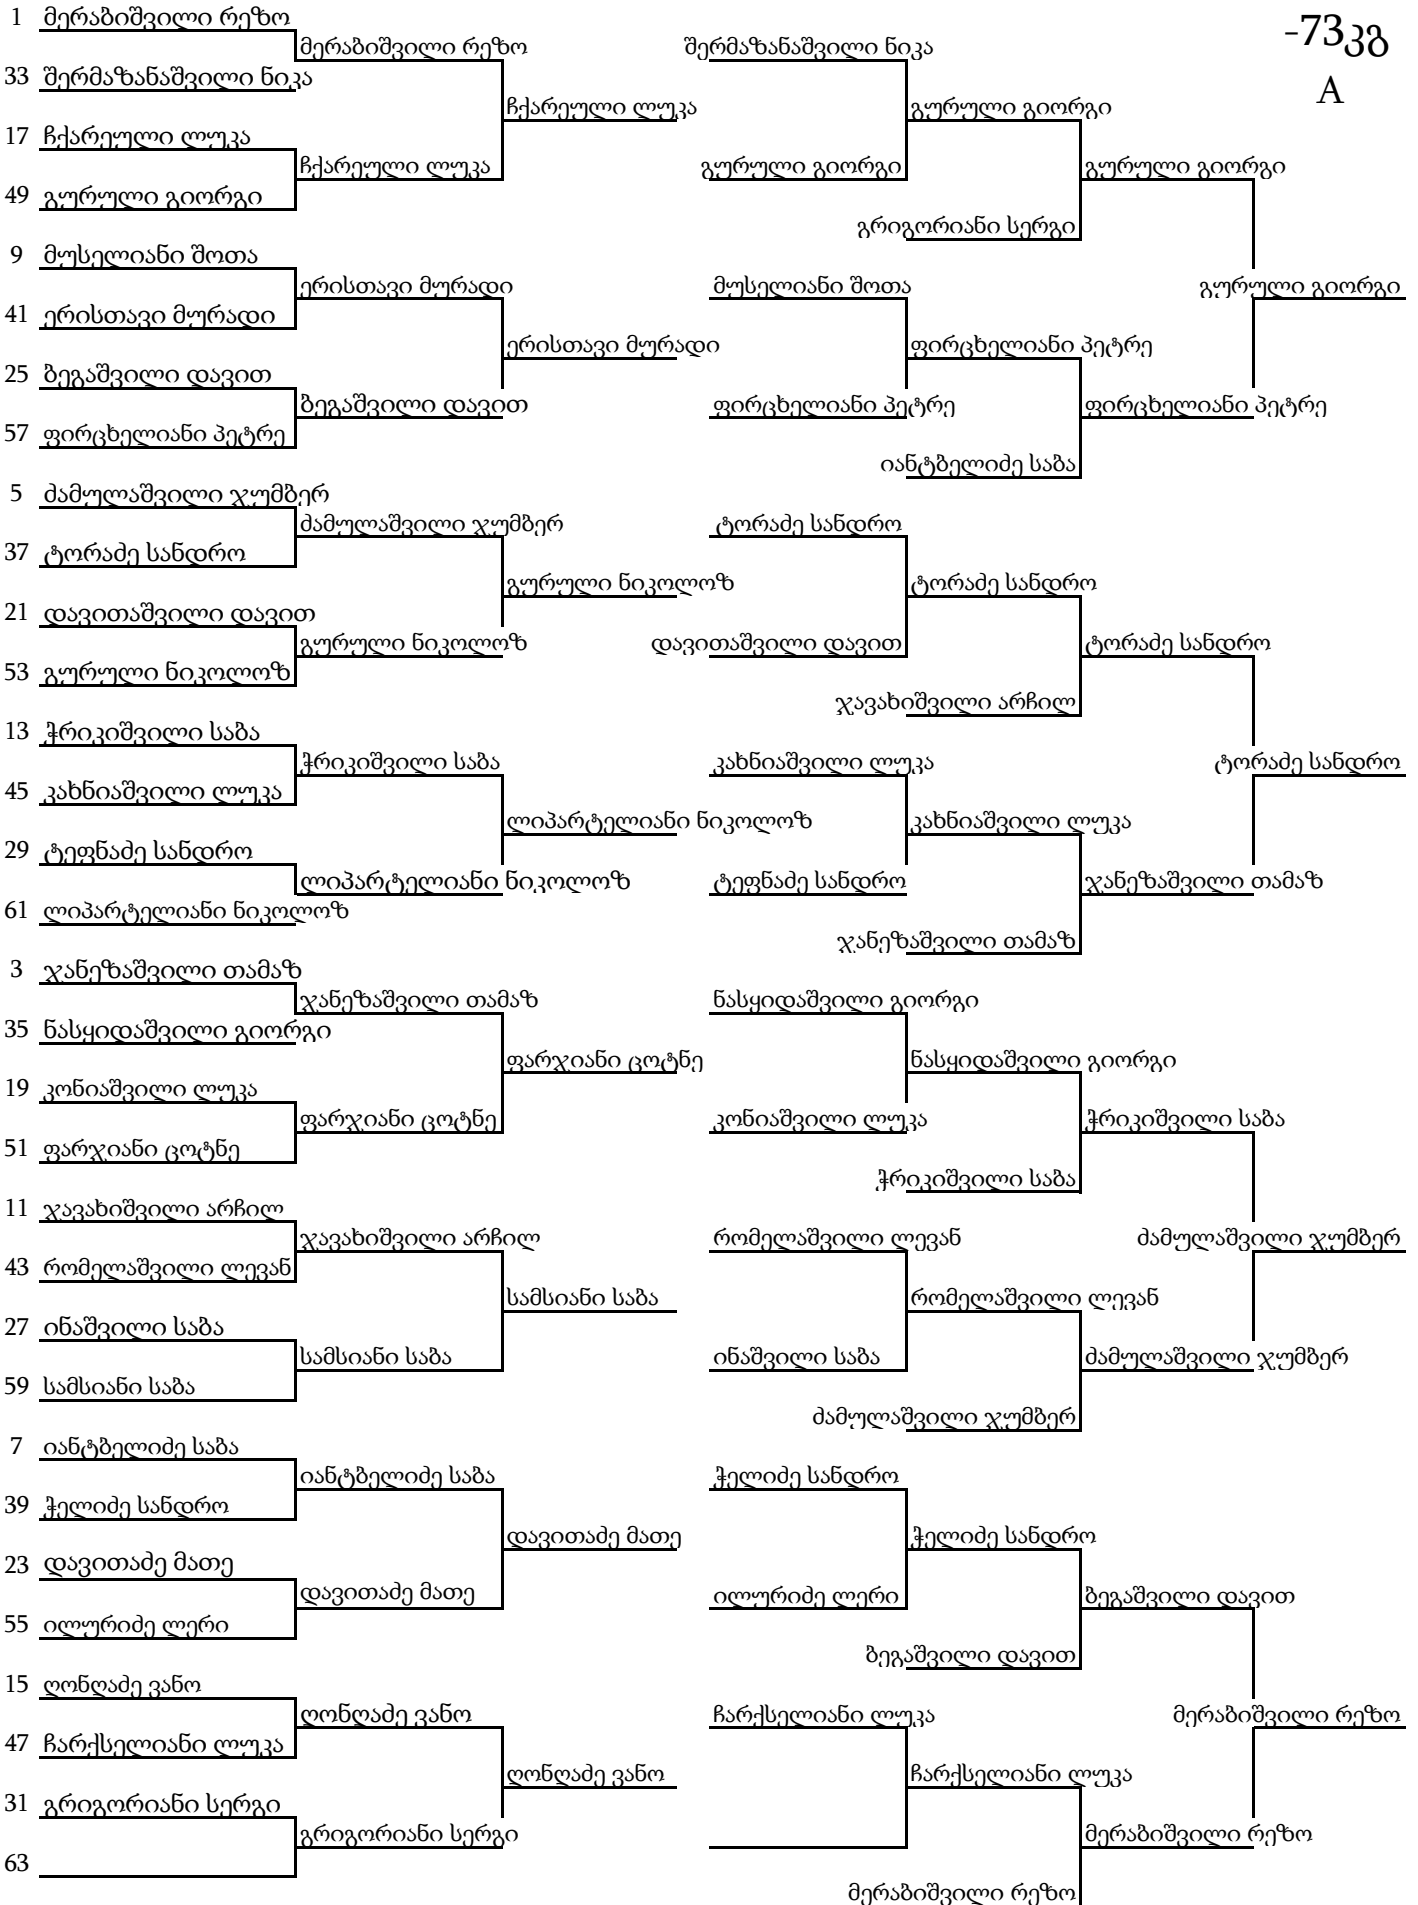 1 მერაბიშვილი რეზო
მერაბიშვილი რეზო
33 შერმაზანაშვილი ნიკა
ჩქარეული ლუკა
17 ჩქარეული ლუკა
ჩქარეული ლუკა
49 გურული გიორგი
9 მუსელიანი შოთა
ერისთავი მურადი
41 ერისთავი მურადი
ერისთავი მურადი
25 ბეგაშვილი დავით
ბეგაშვილი დავით
57 ფირცხელიანი პეტრე
5 ძამულაშვილი ჯუმბერ
ძამულაშვილი ჯუმბერ
37 ტორაძე სანდრო
გურული ნიკოლოზ
21 დავითაშვილი დავით
გურული ნიკოლოზ
53 გურული ნიკოლოზ
13 ჭრიკიშვილი საბა
ჭრიკიშვილი საბა
45 კახნიაშვილი ლუკა
ლიპარტელიანი ნიკოლოზ
29 ტეფნაძე სანდრო
ლიპარტელიანი ნიკოლოზ
61 ლიპარტელიანი ნიკოლოზ
3 ჯანეზაშვილი თამაზ
ჯანეზაშვილი თამაზ
35 ნასყიდაშვილი გიორგი
ფარჯიანი ცოტნე
19 კონიაშვილი ლუკა
ფარჯიანი ცოტნე
51 ფარჯიანი ცოტნე
11 ჯავახიშვილი არჩილ
ჯავახიშვილი არჩილ
43 რომელაშვილი ლევან
სამსიანი საბა
27 ინაშვილი საბა
სამსიანი საბა
59 სამსიანი საბა
7 იანტბელიძე საბა
იანტბელიძე საბა
39 ჭელიძე სანდრო
დავითაძე მათე
23 დავითაძე მათე
დავითაძე მათე
55 ილურიძე ლერი
15 ღონღაძე ვანო
ღონღაძე ვანო
47 ჩარქსელიანი ლუკა
ღონღაძე ვანო
31 გრიგორიანი სერგი
გრიგორიანი სერგი
63
-73კგ
A
შერმაზანაშვილი ნიკა
გურული გიორგი
გურული გიორგი
გურული გიორგი
გრიგორიანი სერგი
მუსელიანი შოთა
გურული გიორგი
ფირცხელიანი პეტრე
ფირცხელიანი პეტრე
ფირცხელიანი პეტრე
იანტბელიძე საბა
ტორაძე სანდრო
ტორაძე სანდრო
დავითაშვილი დავით
ტორაძე სანდრო
ჯავახიშვილი არჩილ
კახნიაშვილი ლუკა
ტორაძე სანდრო
კახნიაშვილი ლუკა
ტეფნაძე სანდრო
ჯანეზაშვილი თამაზ
ჯანეზაშვილი თამაზ
ნასყიდაშვილი გიორგი
ნასყიდაშვილი გიორგი
კონიაშვილი ლუკა
ჭრიკიშვილი საბა
ჭრიკიშვილი საბა
რომელაშვილი ლევან
ძამულაშვილი ჯუმბერ
რომელაშვილი ლევან
ინაშვილი საბა
ძამულაშვილი ჯუმბერ
ძამულაშვილი ჯუმბერ
ჭელიძე სანდრო
ჭელიძე სანდრო
ილურიძე ლერი
ბეგაშვილი დავით
ბეგაშვილი დავით
ჩარქსელიანი ლუკა
მერაბიშვილი რეზო
ჩარქსელიანი ლუკა
მერაბიშვილი რეზო
მერაბიშვილი რეზო